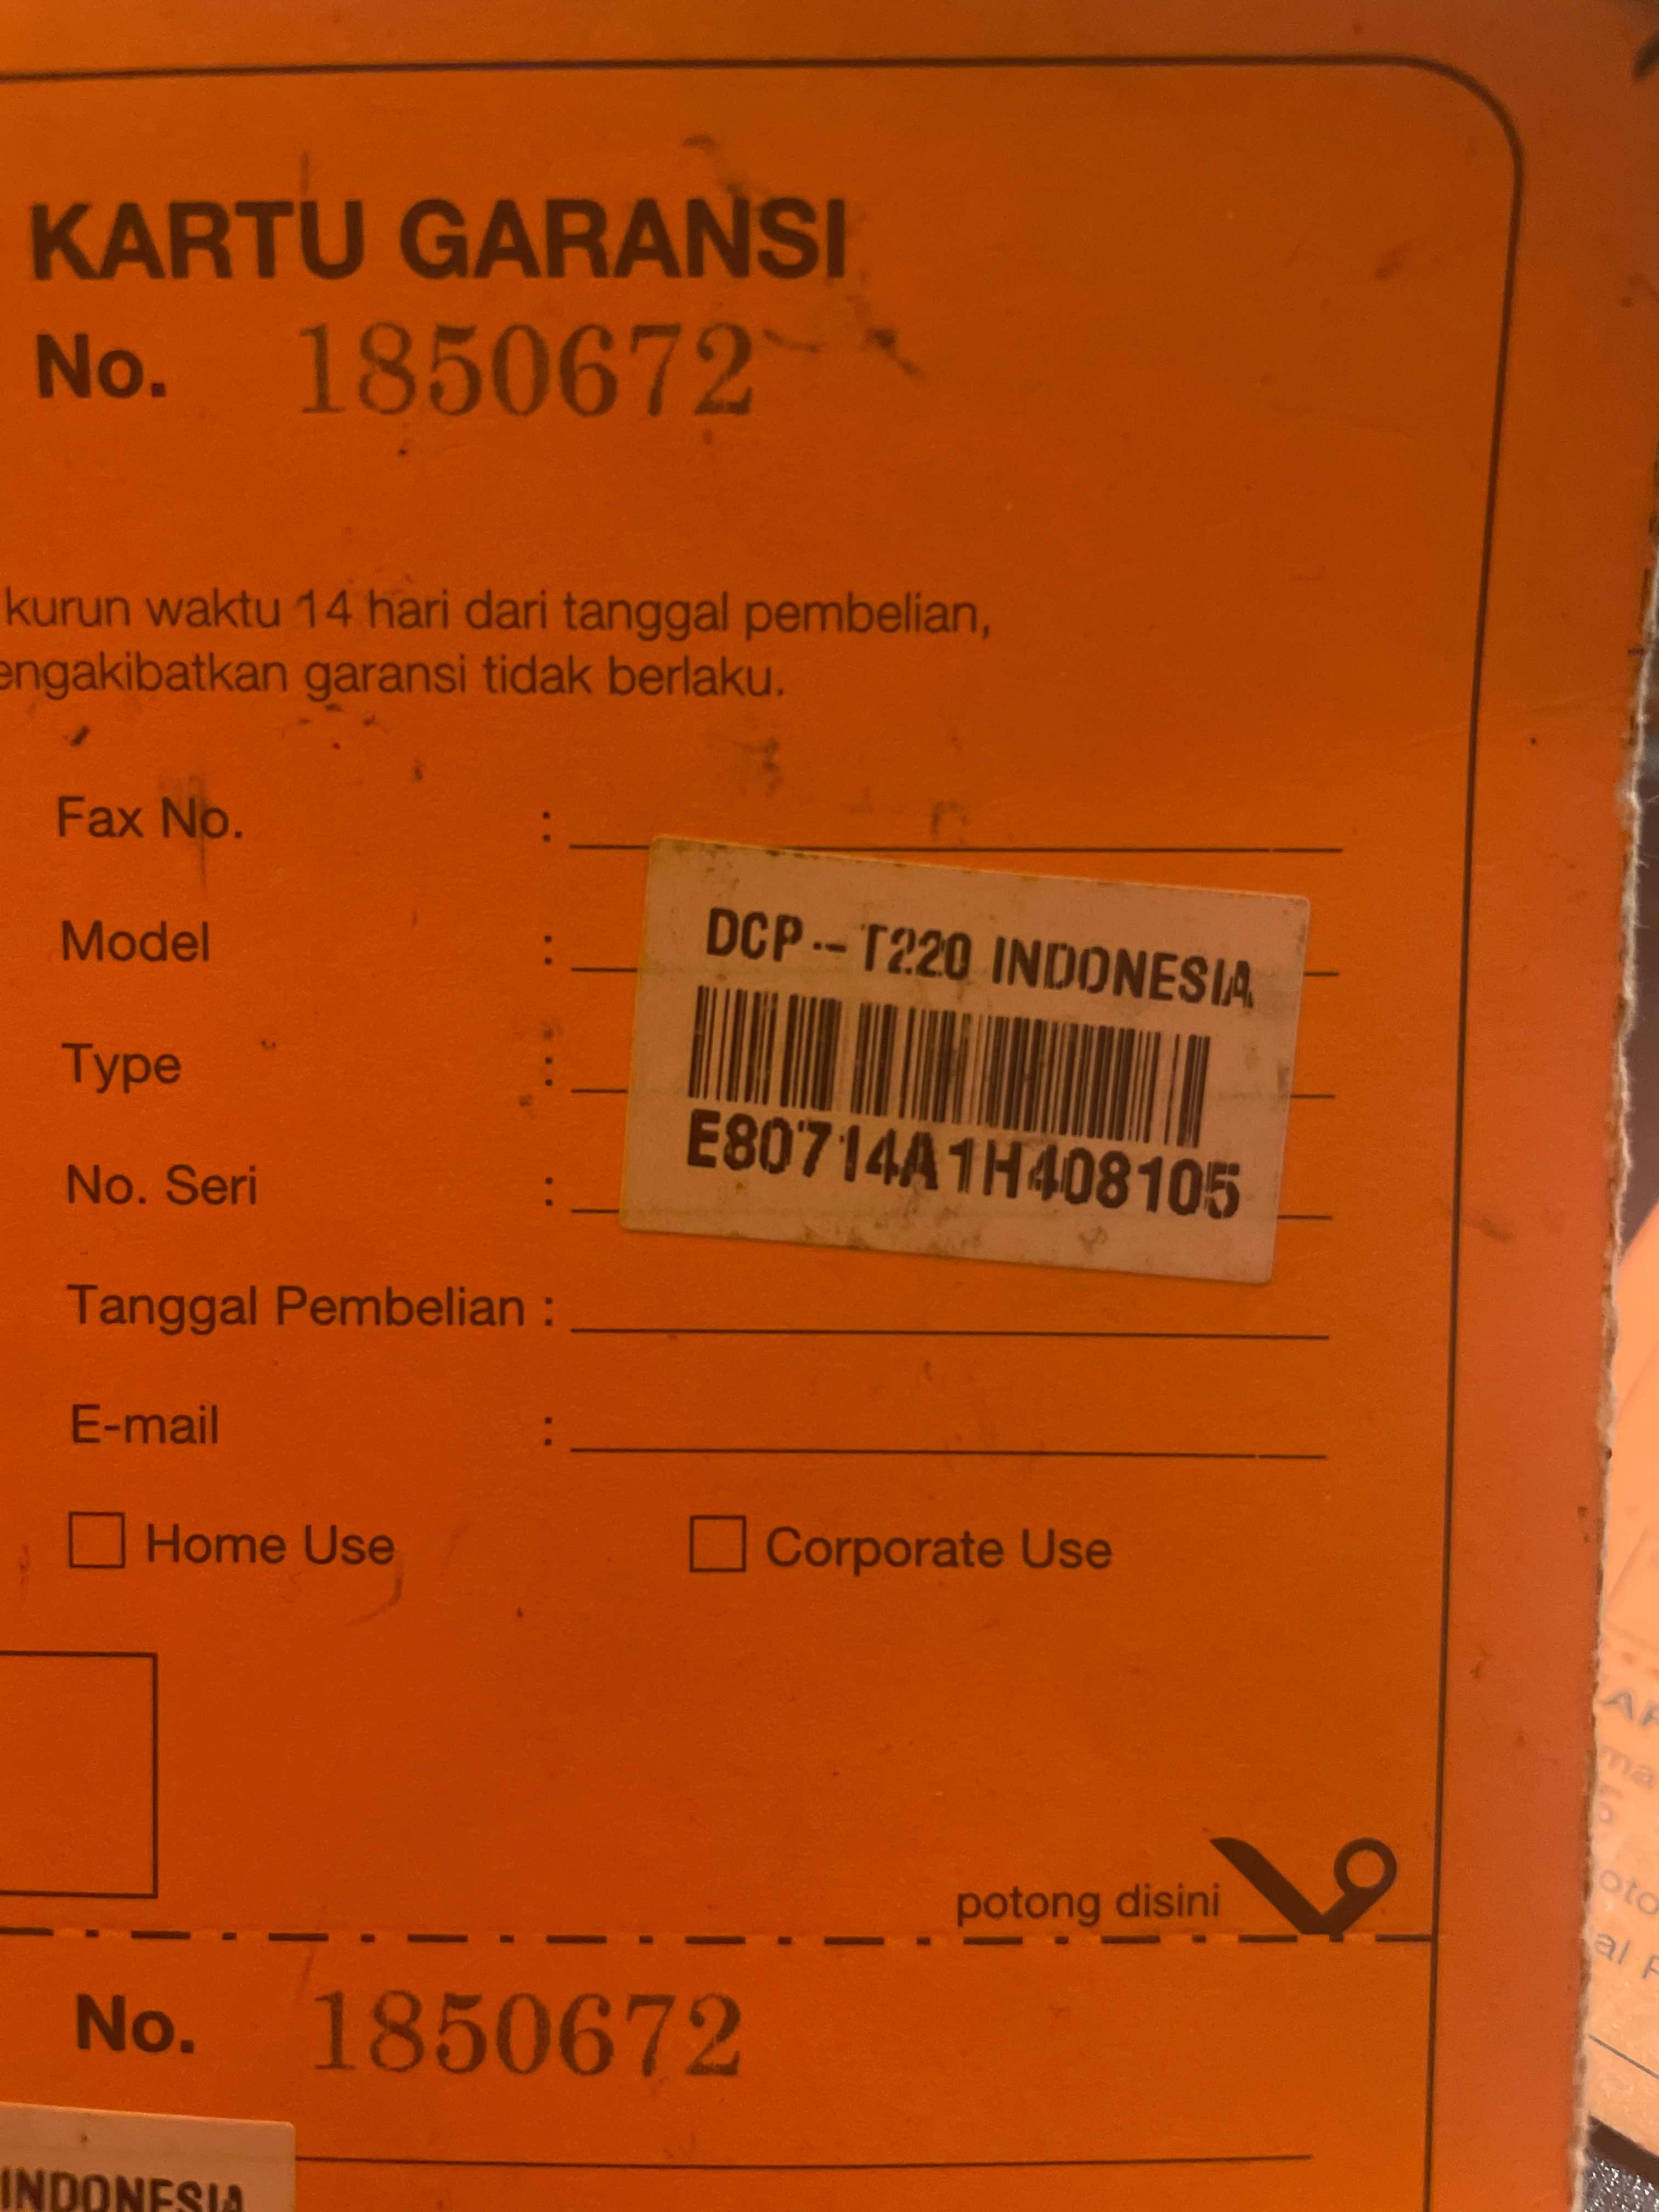 KARTU GARANSI
No. 1850672
kurun waktu 14 hari dari tanggal pembelian,
engakibatkan garansi tidak berlaku.
Fax No. :
Model :
DCP-T220 INDONESIA
Type :
No. Seri :
E80714A1H408105
Tanggal Pembelian :
E-mail :
Home Use Corporate Use
potong disini
No. 1850672
INDONESIA